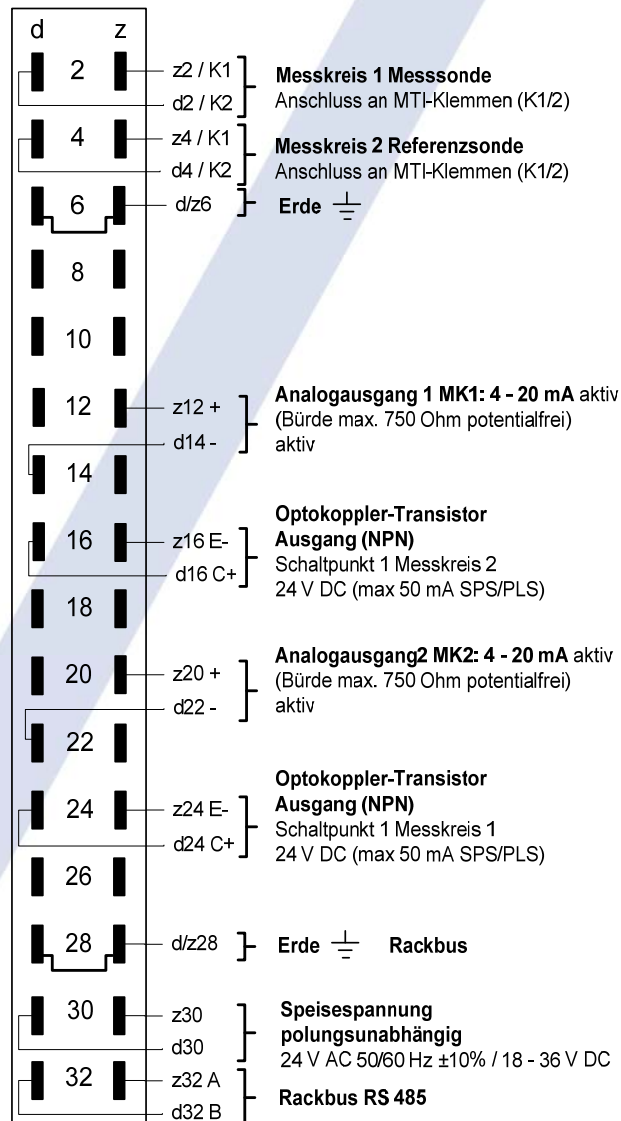 d z
2 z2 / K1 Messkreis 1 Messsonde
d2 / K2 Anschluss an MTI-Klemmen (K1/2)
4 z4 / K1 Messkreis 2 Referenzsonde
d4 / K2 Anschluss an MTI-Klemmen (K1/2)
6 d/z6 Erde
8
10
12 z12 + Analogausgang 1 MK1: 4 - 20 mA aktiv
(Bürde max. 750 Ohm potentialfrei)
d14 - aktiv
14
Optokoppler-Transistor
16 z16 E- Ausgang (NPN)
Schaltpunkt 1 Messkreis 2
d16 C+ 24 V DC (max 50 mA SPS/PLS)
18
Analogausgang2 MK2: 4 - 20 mA aktiv
20 z20 + (Bürde max. 750 Ohm potentialfrei)
d22 - aktiv
22
Optokoppler-Transistor
24 z24 E- Ausgang (NPN)
Schaltpunkt 1 Messkreis 1
d24 C+ 24 V DC (max 50 mA SPS/PLS)
26
28 d/z28 Erde Rackbus
30 z30 Speisespannung
polungsunabhängig
d30 24 V AC 50/60 Hz ±10% / 18 - 36 V DC
32 z32 A Rackbus RS 485
d32 B